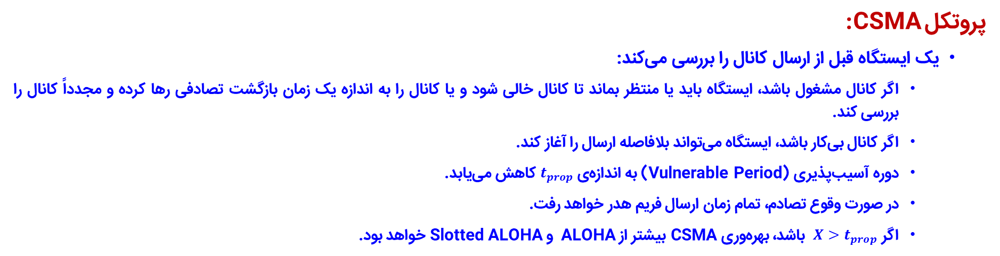 پروتکل CSMA:
• یک ایستگاه قبل از ارسال کانال را بررسی می‌کند:
• اگر کانال مشغول باشد، ایستگاه باید یا منتظر بماند تا کانال خالی شود و یا کانال را به اندازه یک زمان بازگشت تصادفی رها کرده و مجدداً کانال را
بررسی کند.
• اگر کانال بی‌کار باشد، ایستگاه می‌تواند بلافاصله ارسال را آغاز کند.
• دوره آسیب‌پذیری (Vulnerable Period) به اندازه‌ی t_prop کاهش می‌یابد.
• در صورت وقوع تصادم، تمام زمان ارسال فریم هدر خواهد رفت.
• اگر X > t_prop باشد، بهره‌وری CSMA بیشتر از ALOHA و Slotted ALOHA خواهد بود.